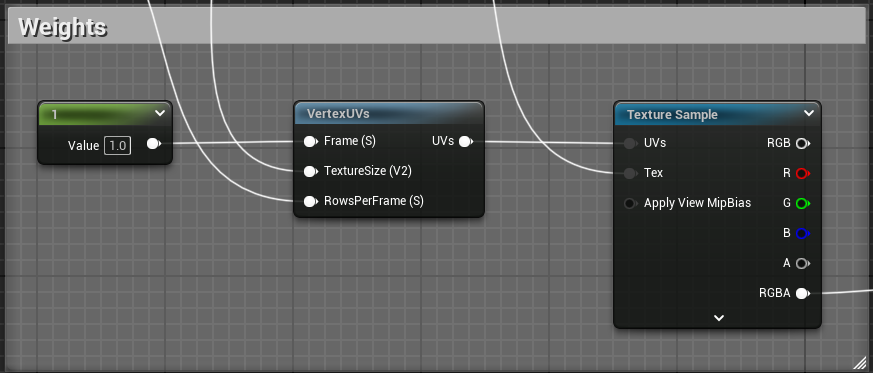 Weights
1
Value 1.0
VertexUVs
Frame (S) UVs
TextureSize (V2)
RowsPerFrame (S)
Texture Sample
UVs RGB
Tex R
Apply View MipBias G
B
A
RGBA